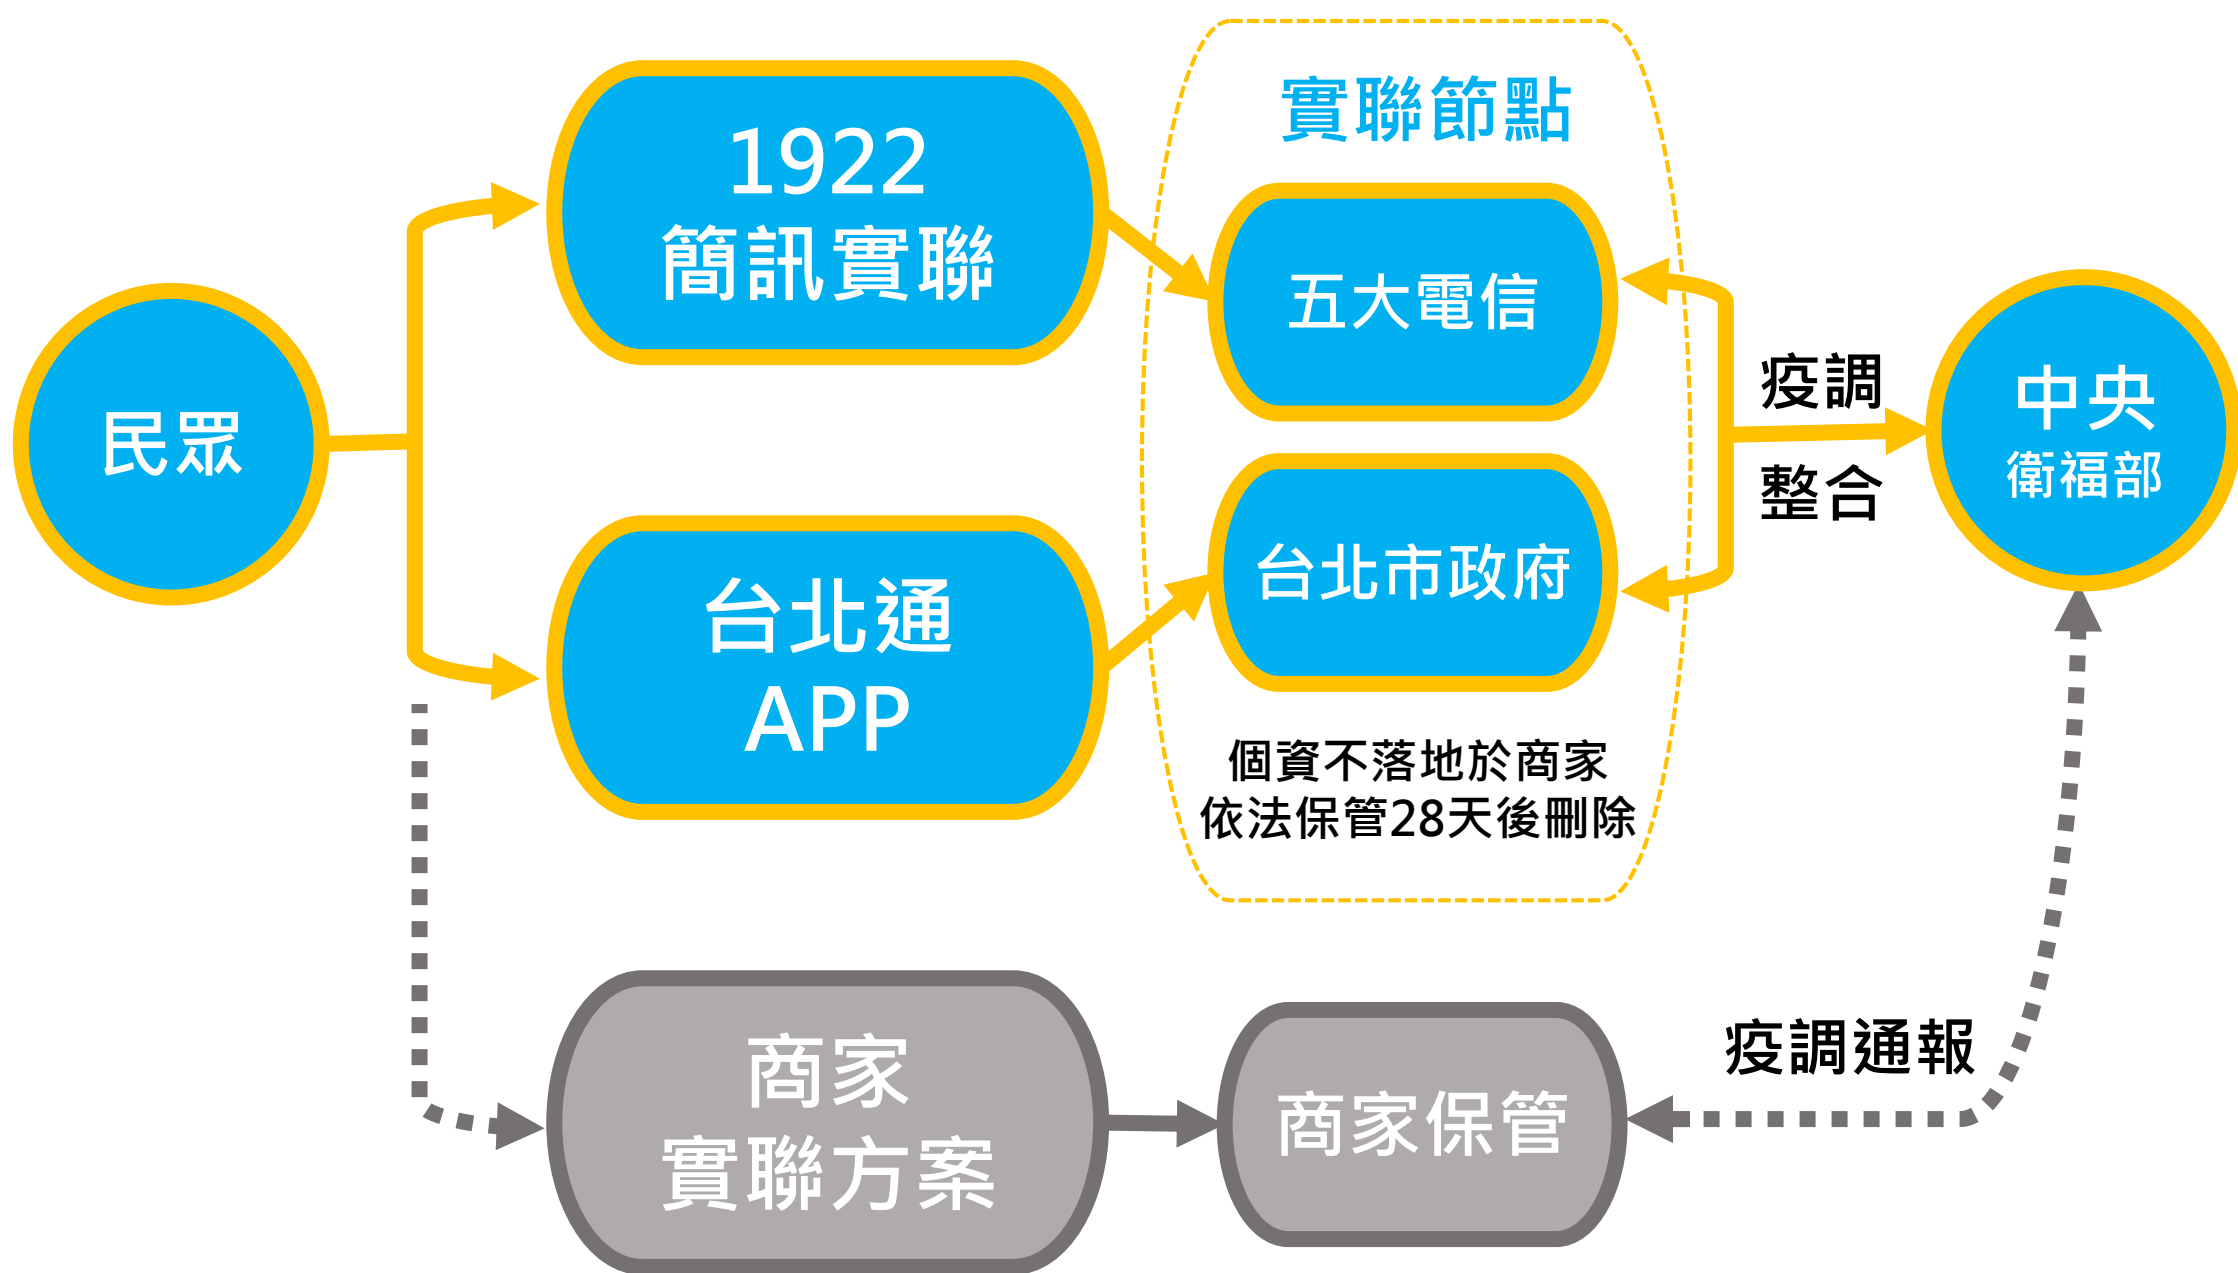 民眾
1922
簡訊實聯
台北通
APP
實聯節點
五大電信
台北市政府
個資不落地於商家
依法保管28天後刪除
疫調
整合
中央
衛福部
商家
實聯方案
商家保管
疫調通報